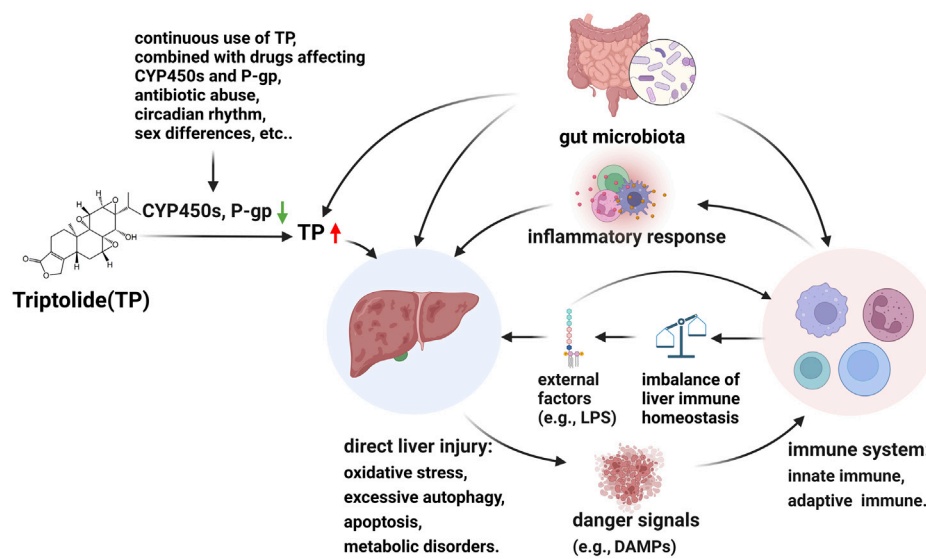 continuous use of TP,
combined with drugs affecting
CYP450s and P-gp,
antibiotic abuse,
circadian rhythm,
sex differences, etc..
gut microbiota
CYP450s, P-gp
TP
inflammatory response
H
O
O
H
O
OH
O
O
H
H
Triptolide(TP)
external
factors
(e.g., LPS)
imbalance of
liver immune
homeostasis
direct liver injury:
oxidative stress,
excessive autophagy,
apoptosis,
metabolic disorders.
danger signals
(e.g., DAMPs)
immune system:
innate immune,
adaptive immune.